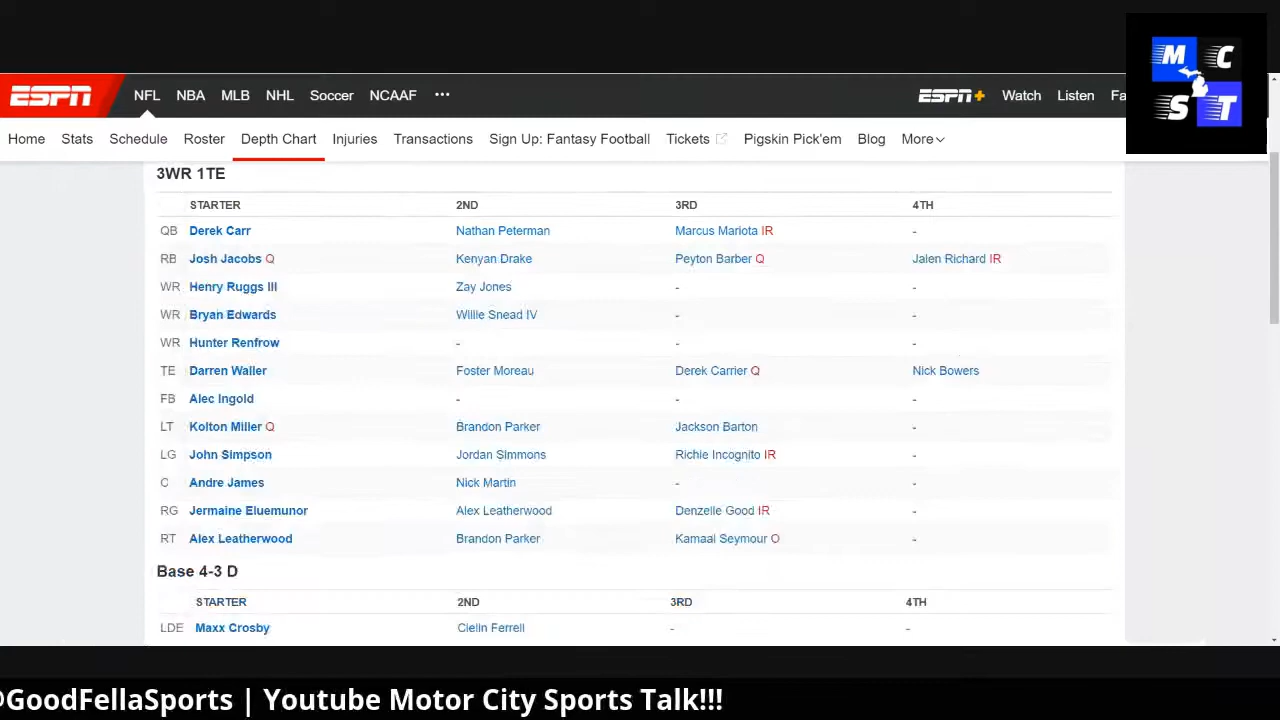 M C
S T
ESPN NFL NBA MLB NHL Soccer NCAAF ••• ESPN+ Watch Listen Fa
Home Stats Schedule Roster Depth Chart Injuries Transactions Sign Up: Fantasy Football Tickets Pigskin Pick'em Blog More
3WR 1TE
STARTER 2ND 3RD 4TH
QB Derek Carr Nathan Peterman Marcus Mariota IR -
RB Josh Jacobs Q Kenyan Drake Peyton Barber Q Jalen Richard IR
WR Henry Ruggs III Zay Jones - -
WR Bryan Edwards Willie Snead IV - -
WR Hunter Renfrow - - -
TE Darren Waller Foster Moreau Derek Carrier Q Nick Bowers
FB Alec Ingold - - -
LT Kolton Miller Q Brandon Parker Jackson Barton -
LG John Simpson Jordan Simmons Richie Incognito IR -
C Andre James Nick Martin - -
RG Jermaine Eluemunor Alex Leatherwood Denzelle Good IR -
RT Alex Leatherwood Brandon Parker Kamaal Seymour O -
Base 4-3 D
STARTER 2ND 3RD 4TH
LDE Maxx Crosby Clelin Ferrell - -
@GoodFellaSports | Youtube Motor City Sports Talk!!!